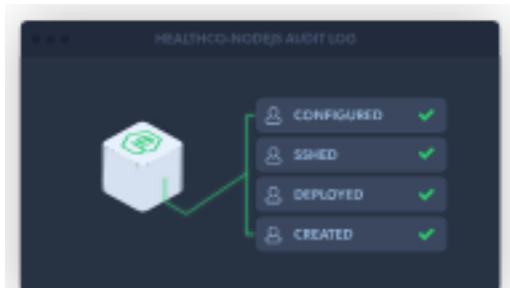 HEALTHCO-NODEJS AUDIT LOG
CONFIGURED
SSHED
DEPLOYED
CREATED